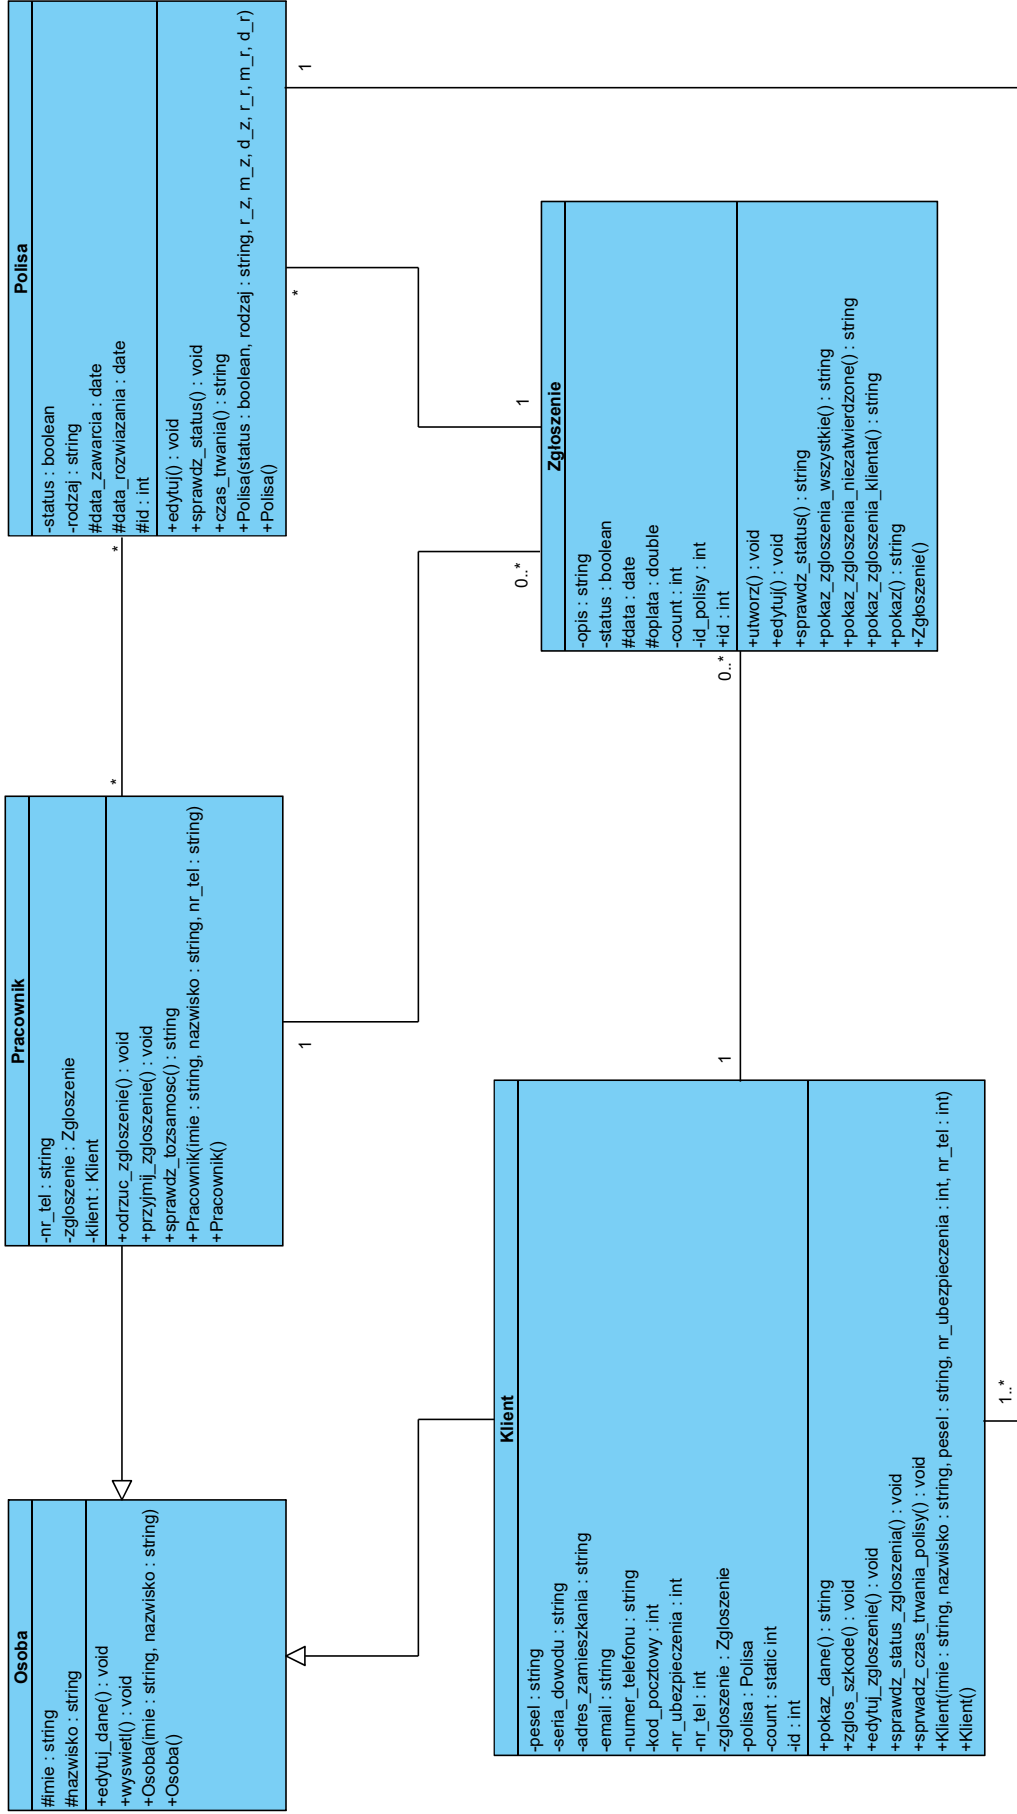 Osoba
#imie : string
#nazwisko : string
+edytuj_dane() : void
+wyswietl() : void
+Osoba(imie : string, nazwisko : string)
+Osoba()
Pracownik
-nr_tel : string
-zgloszenie : Zgloszenie
-klient : Klient
+odrzuc_zgloszenie() : void
+przyjmij_zgloszenie() : void
+sprawdz_tozsamosc() : string
+Pracownik(imie : string, nazwisko : string, nr_tel : string)
+Pracownik()
*
*
1
Polisa
-status : boolean
-rodzaj : string
#data_zawarcia : date
#data_rozwiazania : date
#id : int
+edytuj() : void
+sprawdz_status() : void
+czas_trwania() : string
+Polisa(status : boolean, rodzaj : string, r_z, m_z, d_z, r_r, m_r, d_r)
+Polisa()
*
1
Klient
-pesel : string
-seria_dowodu : string
-adres_zamieszkania : string
-email : string
-numer_telefonu : string
-kod_pocztowy : int
-nr_ubezpieczenia : int
-nr_tel : int
-zgloszenie : Zgloszenie
-polisa : Polisa
-count : static int
-id : int
+pokaz_dane() : string
+zglos_szkode() : void
+edytuj_zgloszenie() : void
+sprawdz_status_zgloszenia() : void
+sprwadz_czas_trwania_polisy() : void
+Klient(imie : string, nazwisko : string, pesel : string, nr_ubezpieczenia : int, nr_tel : int)
+Klient()
1
0..*
1..*
0..*
1
Zgłoszenie
-opis : string
-status : boolean
#data : date
#oplata : double
-count : int
-id_polisy : int
+id : int
+utworz() : void
+edytuj() : void
+sprawdz_status() : string
+pokaz_zgloszenia_wszystkie() : string
+pokaz_zgloszenia_niezatwierdzone() : string
+pokaz_zgloszenia_klienta() : string
+pokaz() : string
+Zgłoszenie()